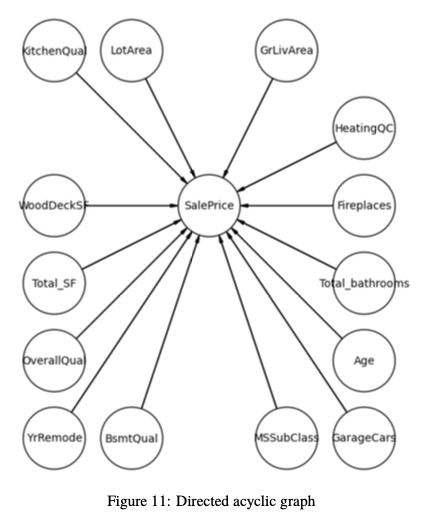 KitchenQual LotArea GrLivArea
HeatingQC
WoodDeckSF SalePrice Fireplaces
Total_SF Total_bathrooms
OverallQual Age
YrRemode BsmtQual MSSubClass GarageCars
Figure 11: Directed acyclic graph